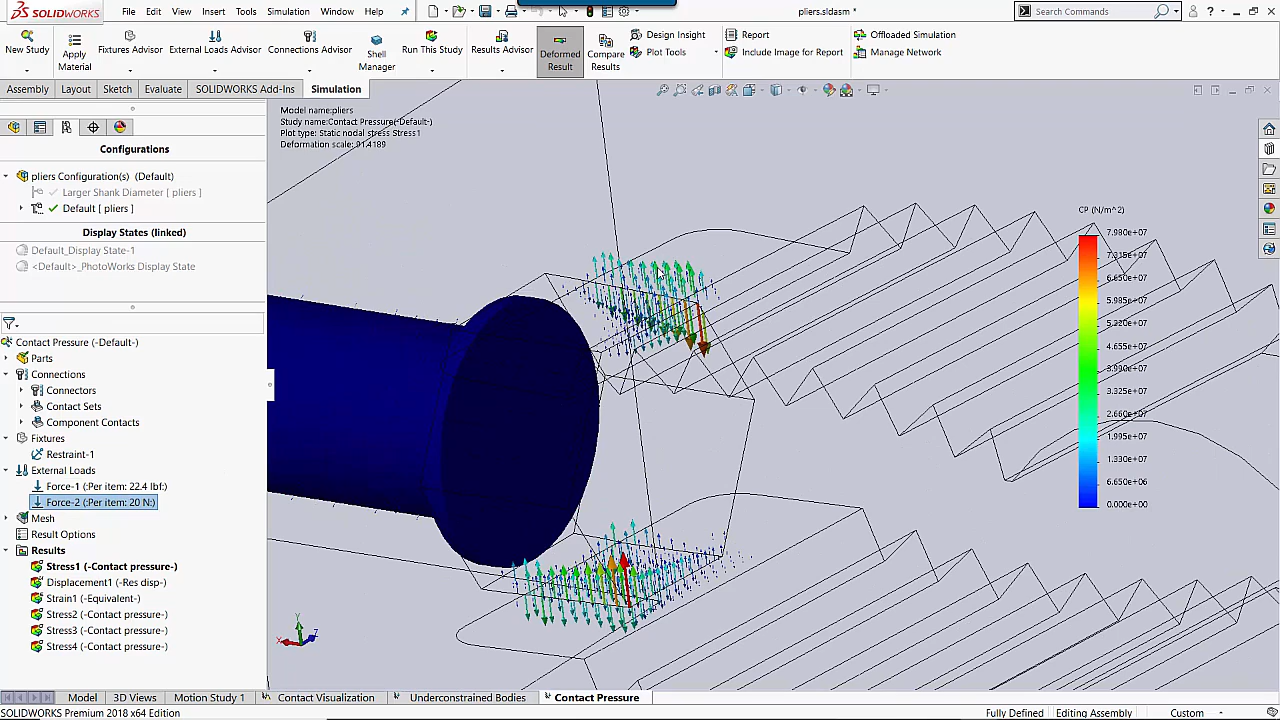 SOLIDWORKS File Edit View Insert Tools Simulation Window Help pliers.sldasm * Search Commands
New Study
Apply Material
Fixtures Advisor
External Loads Advisor
Connections Advisor
Shell Manager
Run This Study
Results Advisor
Deformed Result
Compare Results
Design Insight
Plot Tools
Report
Include Image for Report
Offloaded Simulation
Manage Network
Assembly Layout Sketch Evaluate SOLIDWORKS Add-Ins Simulation
Configurations
pliers Configuration(s) (Default)
Larger Shank Diameter [ pliers ]
Default [ pliers ]
Display States (linked)
Default_Display State-1
<Default>_PhotoWorks Display State
Contact Pressure (-Default-)
Parts
Connections
Connectors
Contact Sets
Component Contacts
Fixtures
Restraint-1
External Loads
Force-1 (:Per item: 22.4 lbf:)
Force-2 (:Per item: 20 N:)
Mesh
Result Options
Results
Stress1 (-Contact pressure-)
Displacement1 (-Res disp-)
Strain1 (-Equivalent-)
Stress2 (-Contact pressure-)
Stress3 (-Contact pressure-)
Stress4 (-Contact pressure-)
Model name:pliers
Study name:Contact Pressure(-Default-)
Plot type: Static nodal stress Stress1
Deformation scale: 91.4189
CP (N/m^2)
7.980e+07
7.315e+07
6.650e+07
5.985e+07
5.320e+07
4.655e+07
3.990e+07
3.325e+07
2.660e+07
1.995e+07
1.330e+07
6.650e+06
0.000e+00
Y
X
Z
Model 3D Views Motion Study 1 Contact Visualization Underconstrained Bodies Contact Pressure
SOLIDWORKS Premium 2018 x64 Edition Fully Defined Editing Assembly Custom